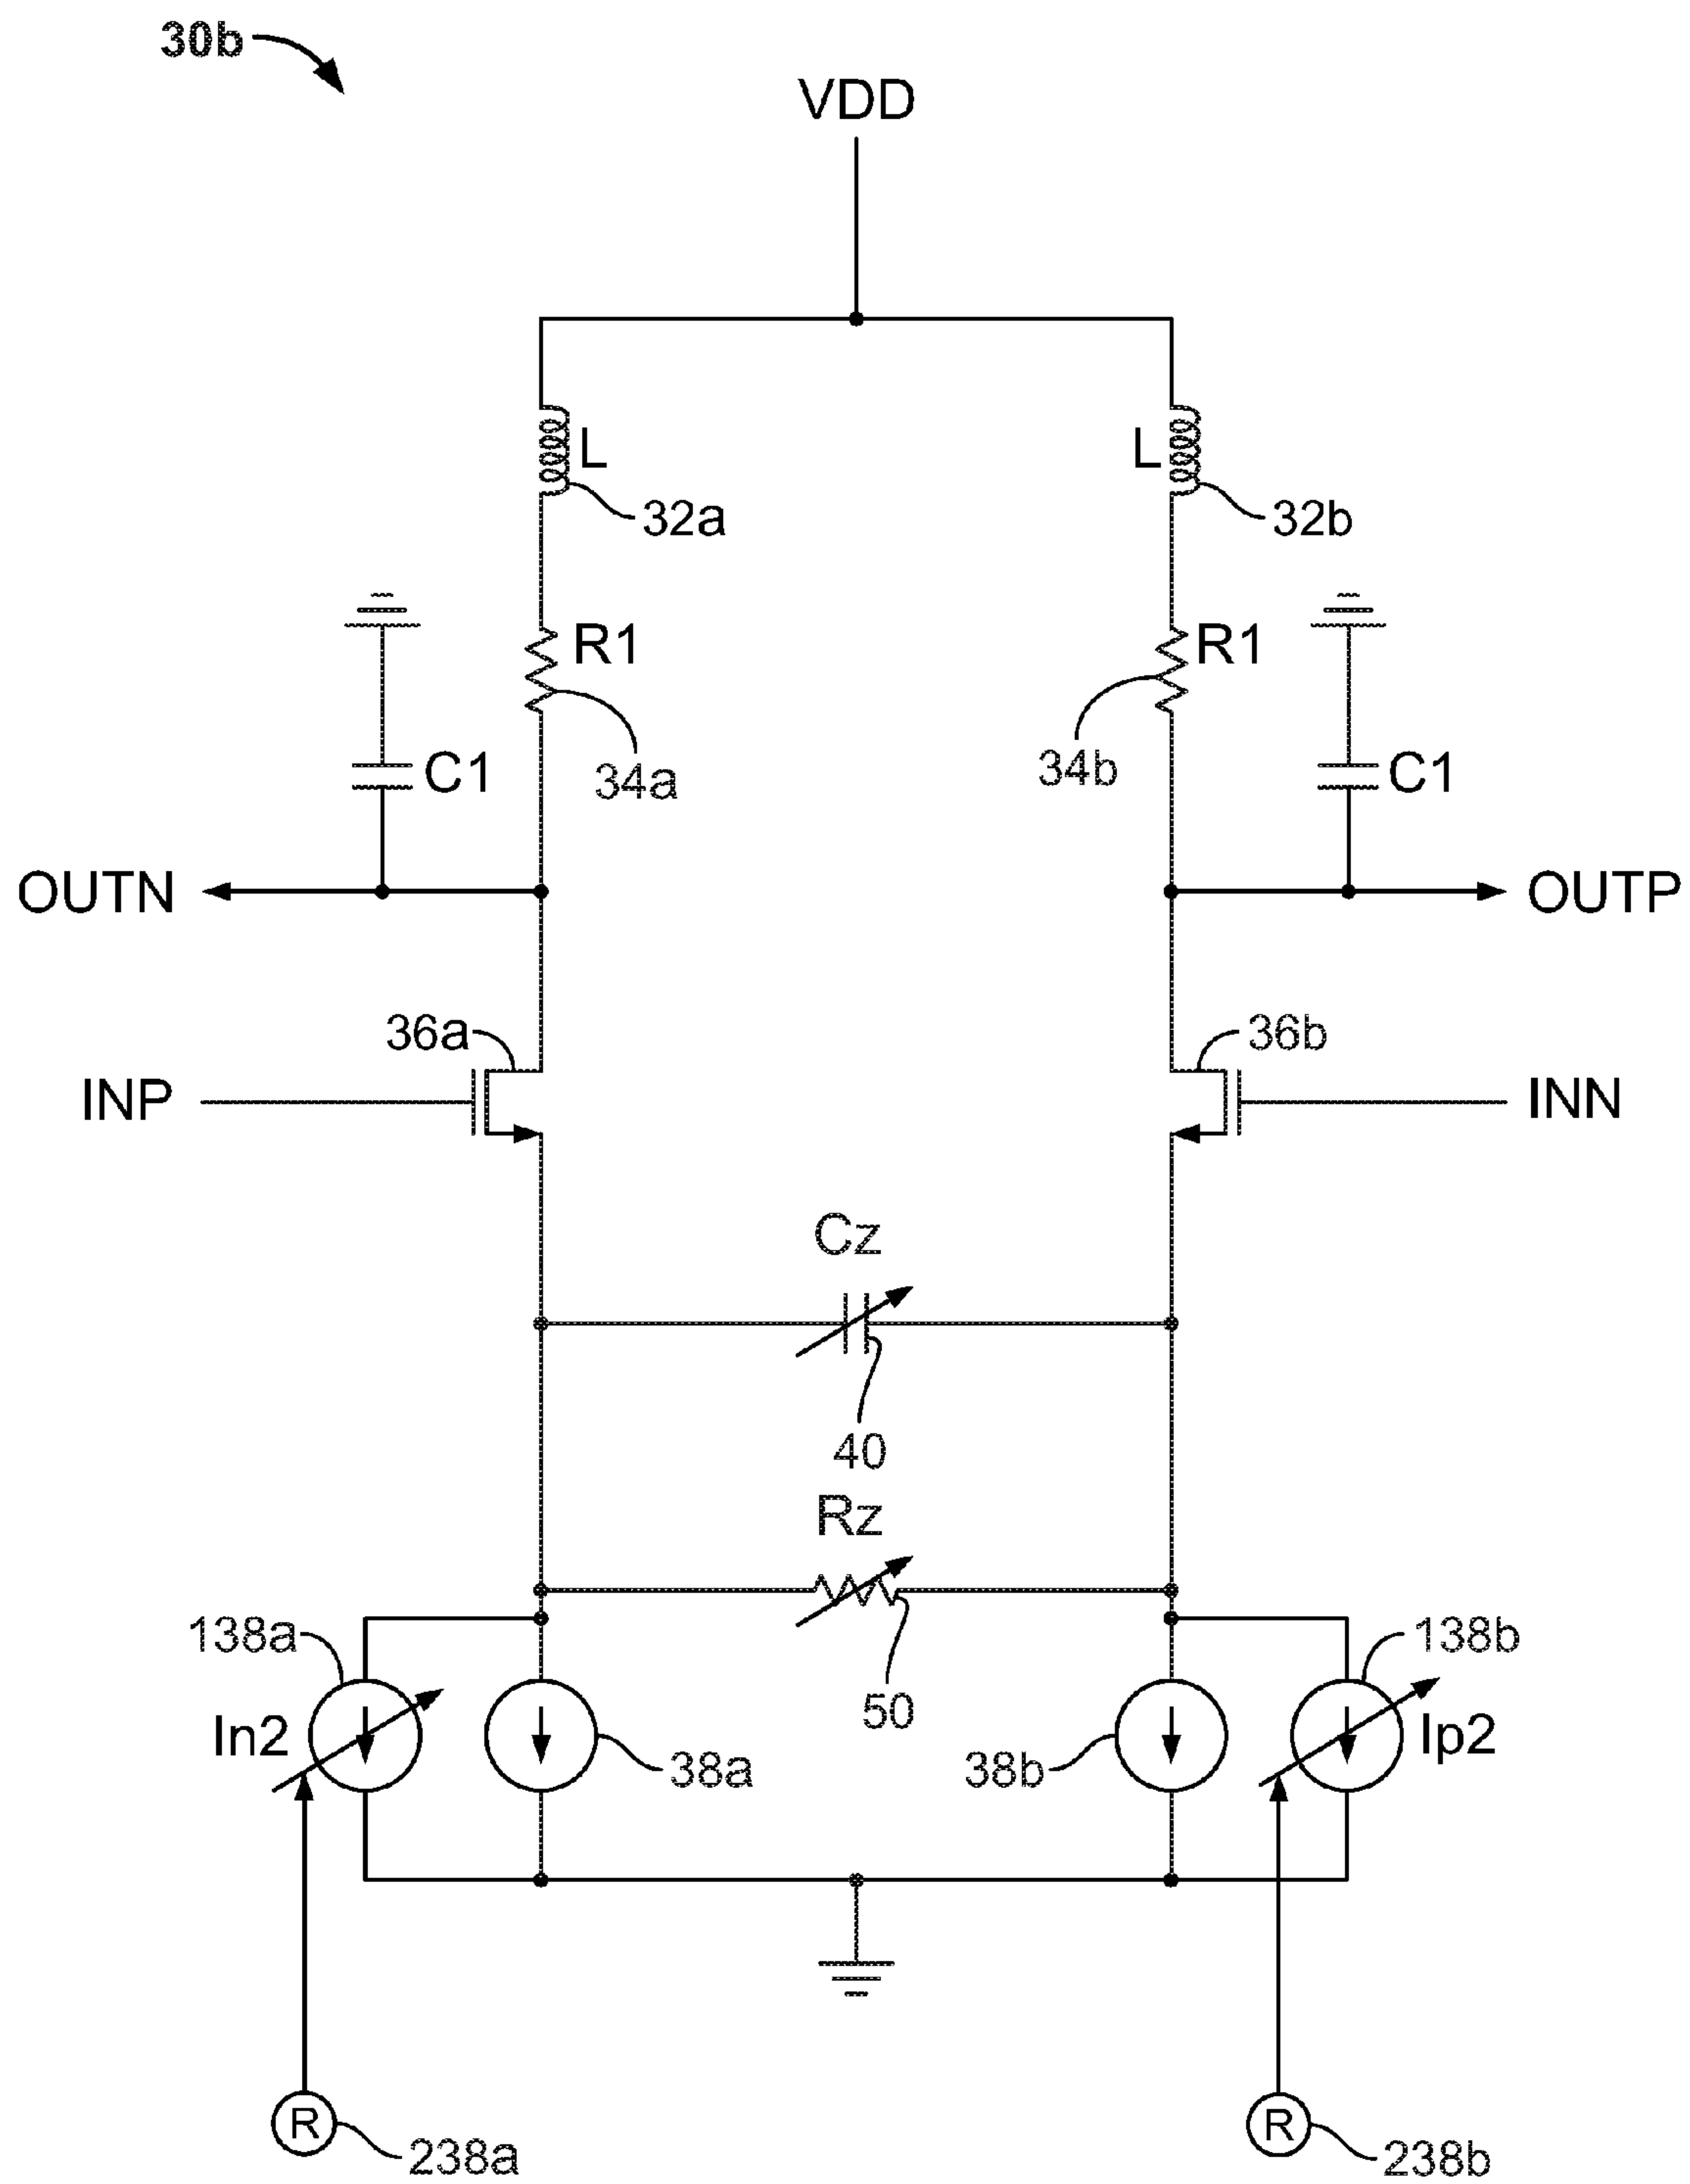 30b
VDD
L
L
32a
32b
R1
R1
34a
34b
C1
C1
OUTN
OUTP
36a
36b
INP
INN
Cz
40
Rz
138a
138b
50
In2
38a
38b
Ip2
R
R
238a
238b